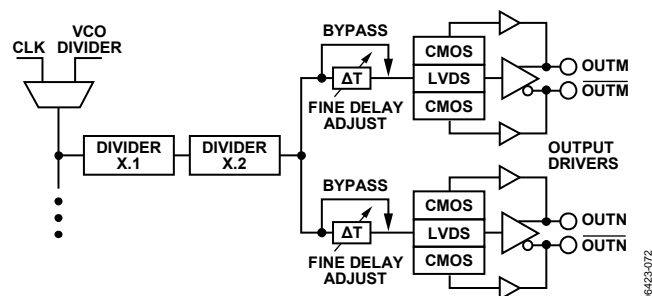 CLK
VCO
DIVIDER
DIVIDER
X.1
DIVIDER
X.2
BYPASS
ΔT
FINE DELAY
ADJUST
CMOS
LVDS
CMOS
OUTM
OUTM
OUTPUT
DRIVERS
BYPASS
ΔT
FINE DELAY
ADJUST
CMOS
LVDS
CMOS
OUTN
OUTN
6423-072